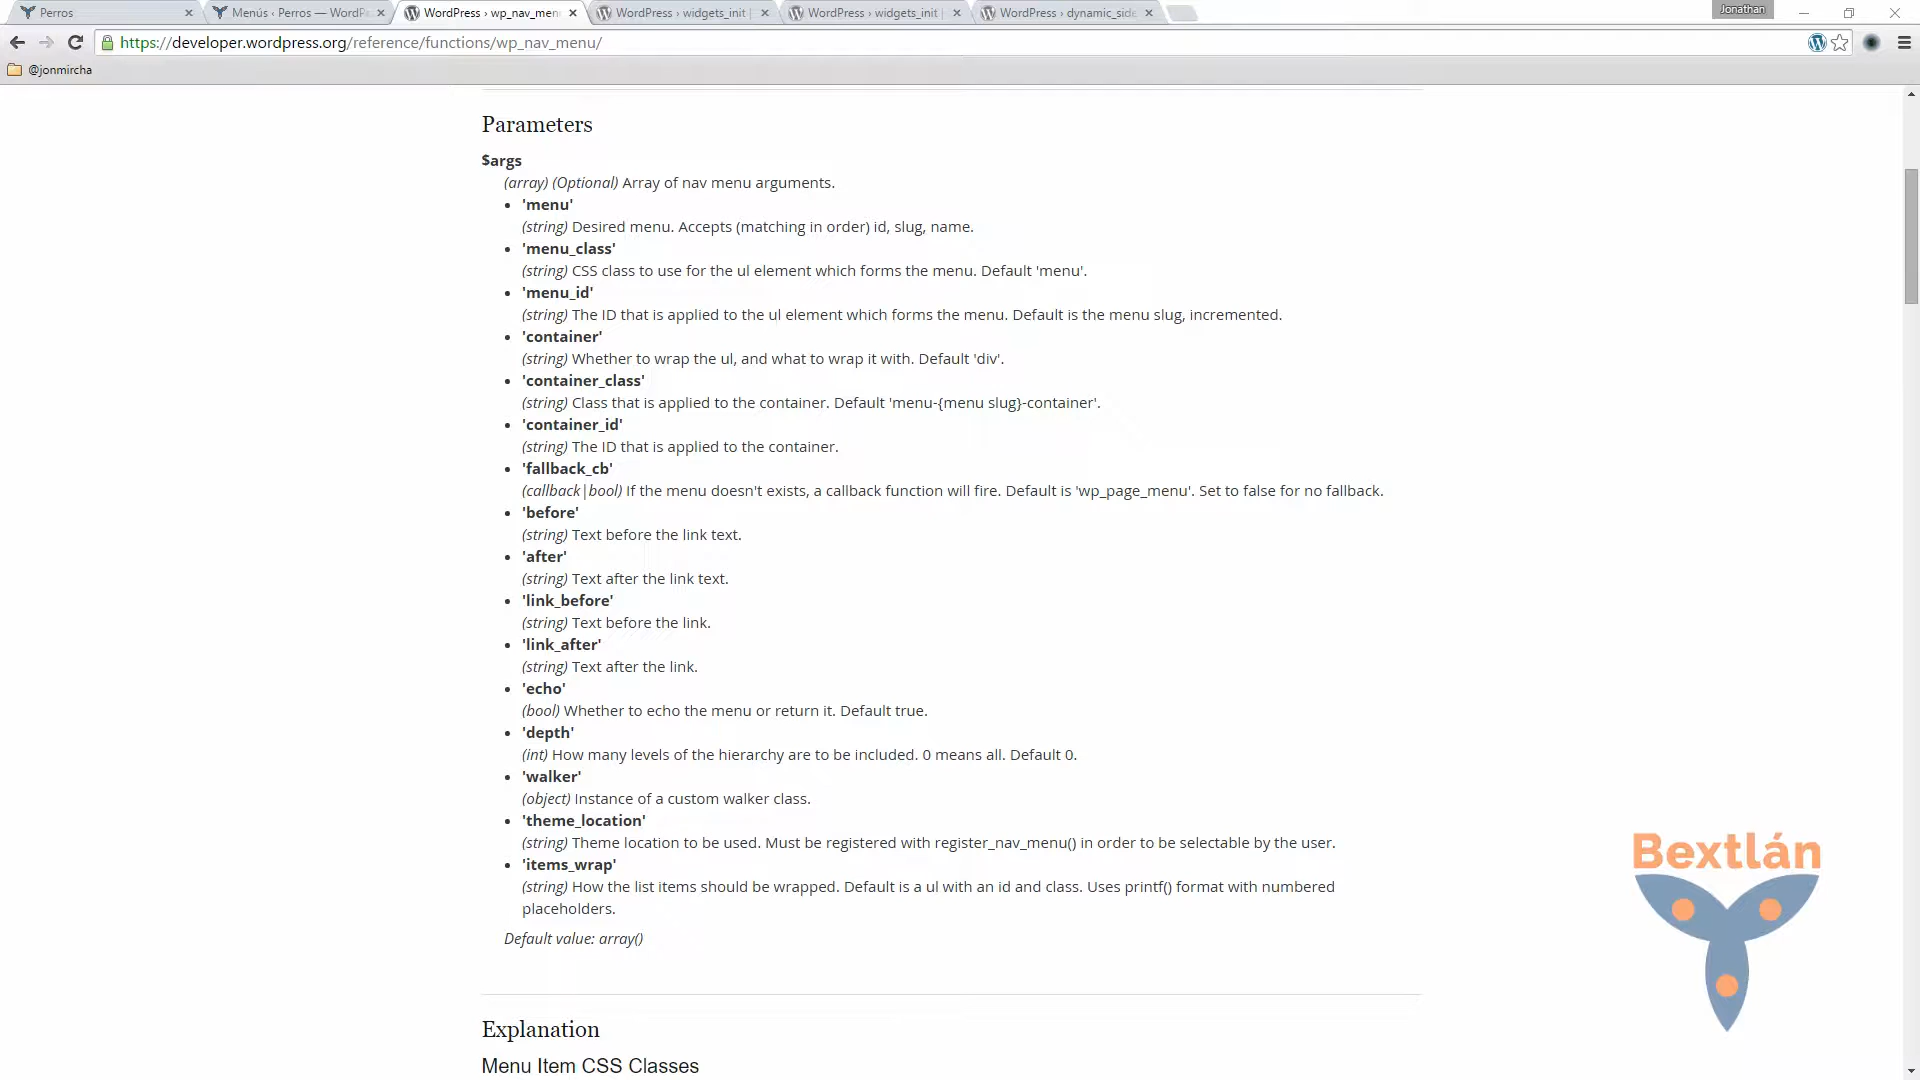 Perros
Menús ‹ Perros — WordPr
WordPress › wp_nav_men
WordPress › widgets_init |
WordPress › widgets_init |
WordPress › dynamic_side
Jonathan
https://developer.wordpress.org/reference/functions/wp_nav_menu/
@jonmircha
Parameters
$args
(array) (Optional) Array of nav menu arguments.
• 'menu'
(string) Desired menu. Accepts (matching in order) id, slug, name.
• 'menu_class'
(string) CSS class to use for the ul element which forms the menu. Default 'menu'.
• 'menu_id'
(string) The ID that is applied to the ul element which forms the menu. Default is the menu slug, incremented.
• 'container'
(string) Whether to wrap the ul, and what to wrap it with. Default 'div'.
• 'container_class'
(string) Class that is applied to the container. Default 'menu-{menu slug}-container'.
• 'container_id'
(string) The ID that is applied to the container.
• 'fallback_cb'
(callback|bool) If the menu doesn't exists, a callback function will fire. Default is 'wp_page_menu'. Set to false for no fallback.
• 'before'
(string) Text before the link text.
• 'after'
(string) Text after the link text.
• 'link_before'
(string) Text before the link.
• 'link_after'
(string) Text after the link.
• 'echo'
(bool) Whether to echo the menu or return it. Default true.
• 'depth'
(int) How many levels of the hierarchy are to be included. 0 means all. Default 0.
• 'walker'
(object) Instance of a custom walker class.
• 'theme_location'
(string) Theme location to be used. Must be registered with register_nav_menu() in order to be selectable by the user.
• 'items_wrap'
(string) How the list items should be wrapped. Default is a ul with an id and class. Uses printf() format with numbered
placeholders.
Default value: array()
Explanation
Menu Item CSS Classes
Bextlán